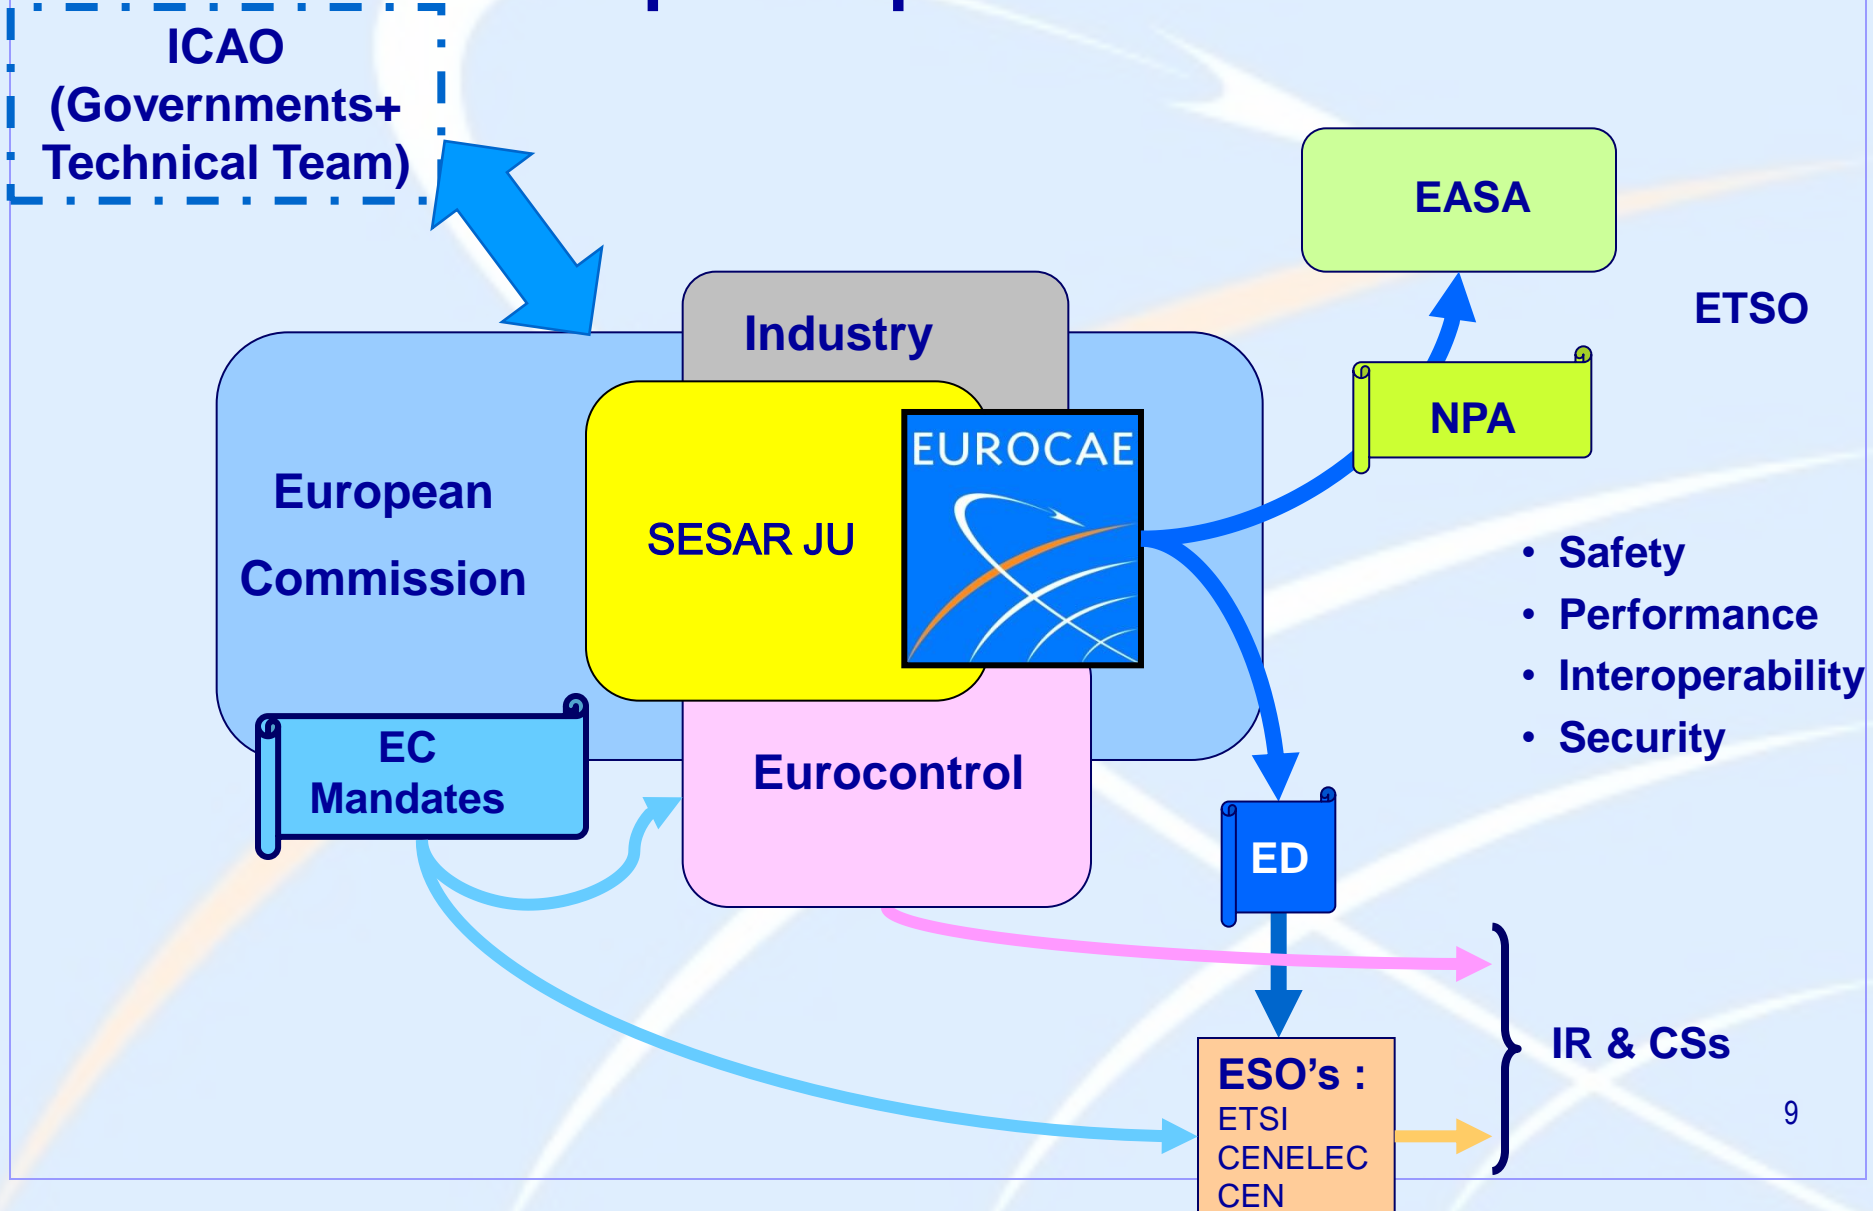 ICAO
(Governments+
Technical Team)
EASA
ETSO
Industry
NPA
EUROCAE
European
Commission
SESAR JU
• Safety
• Performance
• Interoperability
• Security
EC
Mandates
Eurocontrol
ED
IR & CSs
ESO’s :
ETSI
CENELEC
CEN
9